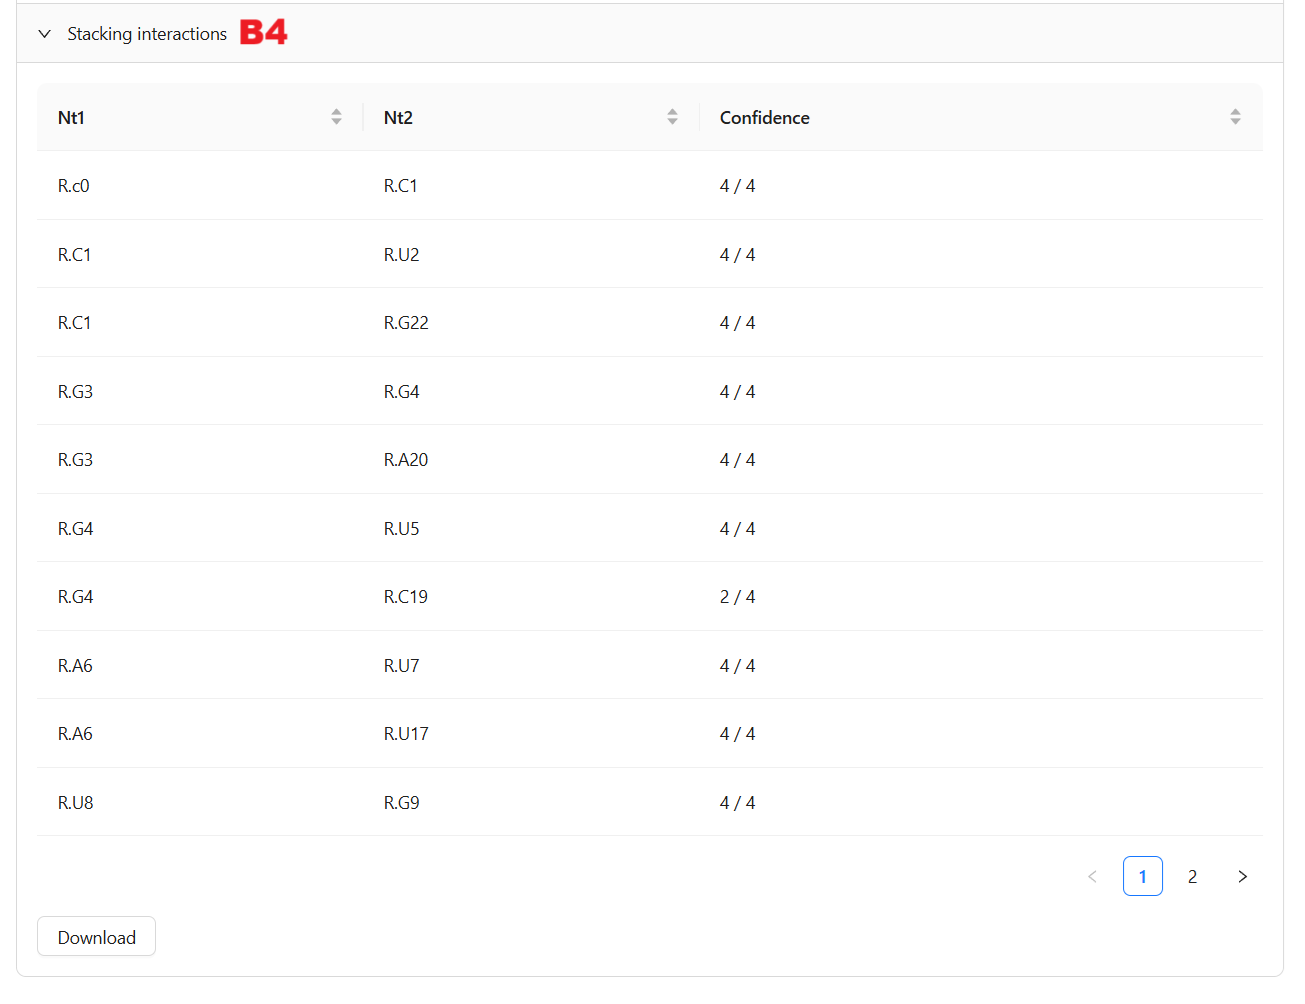 Stacking interactions B4
Nt1 Nt2 Confidence
R.c0 R.C1 4 / 4
R.C1 R.U2 4 / 4
R.C1 R.G22 4 / 4
R.G3 R.G4 4 / 4
R.G3 R.A20 4 / 4
R.G4 R.U5 4 / 4
R.G4 R.C19 2 / 4
R.A6 R.U7 4 / 4
R.A6 R.U17 4 / 4
R.U8 R.G9 4 / 4
< 1 2 >
Download